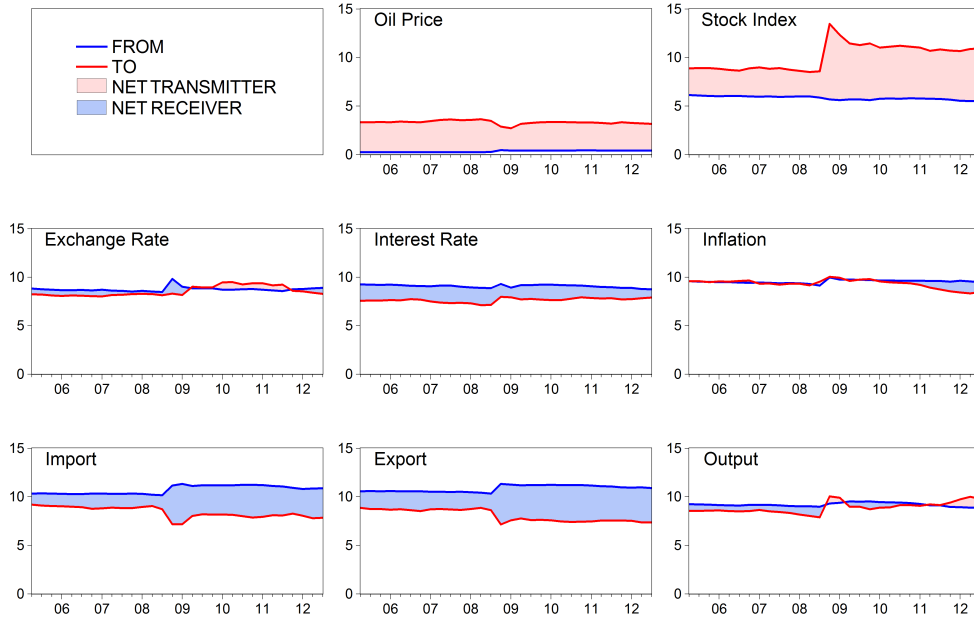 FROM
TO
NET TRANSMITTER
NET RECEIVER
Oil Price
15
10
5
0
06 07 08 09 10 11 12
Stock Index
15
10
5
0
06 07 08 09 10 11 12
Exchange Rate
15
10
5
0
06 07 08 09 10 11 12
Interest Rate
15
10
5
0
06 07 08 09 10 11 12
Inflation
15
10
5
0
06 07 08 09 10 11 12
Import
15
10
5
0
06 07 08 09 10 11 12
Export
15
10
5
0
06 07 08 09 10 11 12
Output
15
10
5
0
06 07 08 09 10 11 12